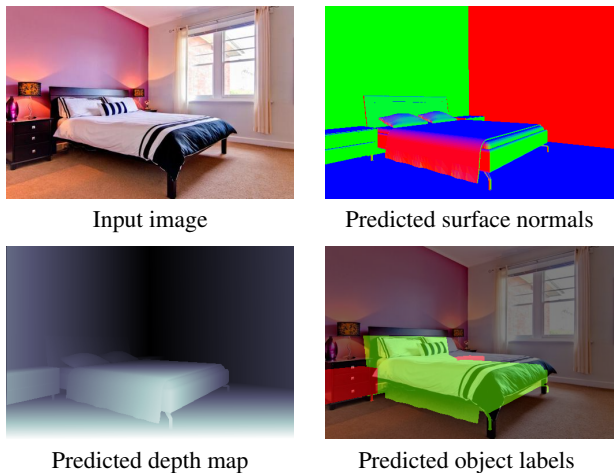 Input image
Predicted surface normals
Predicted depth map
Predicted object labels